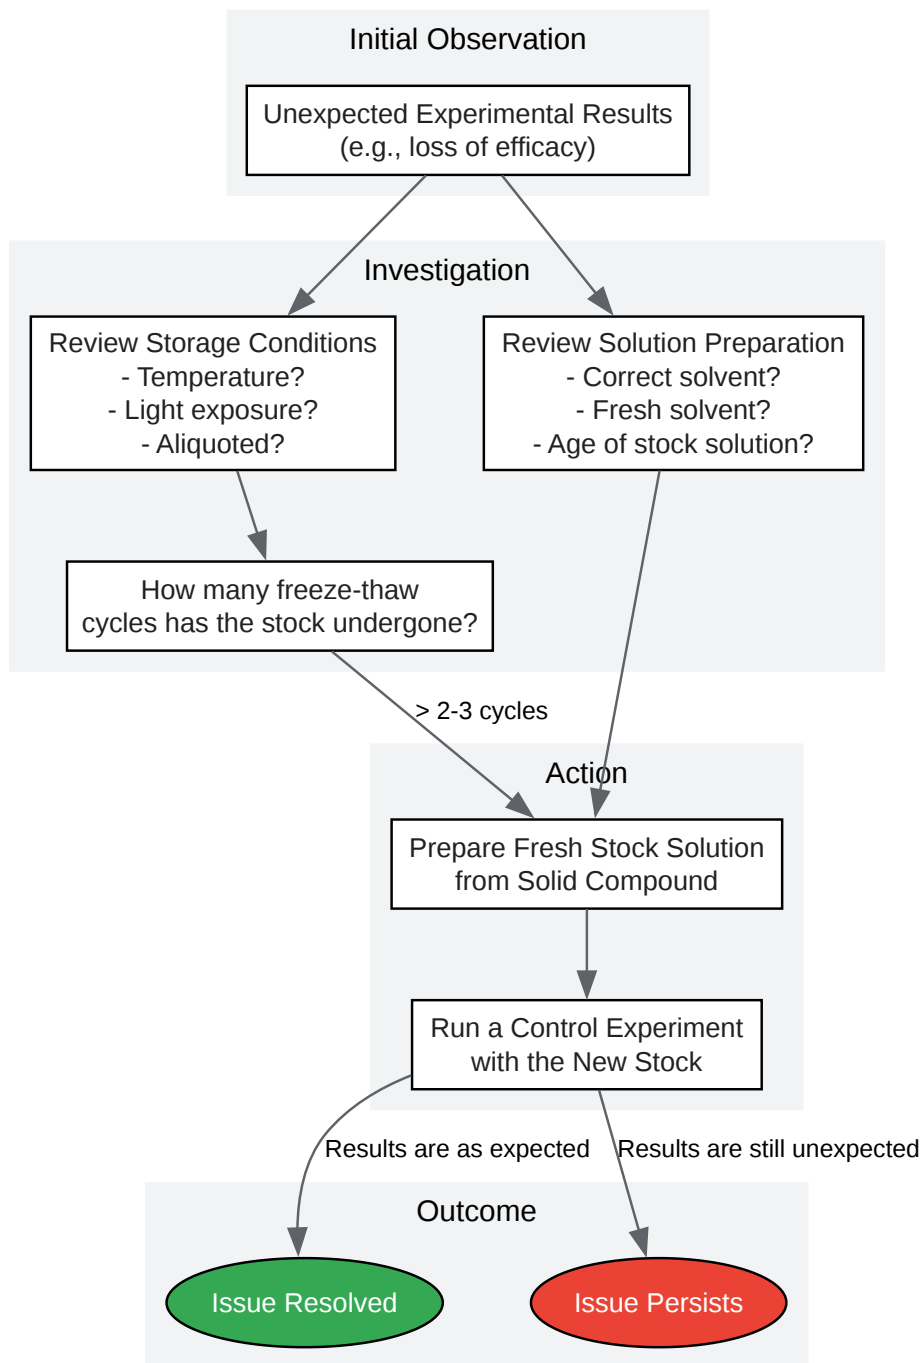 Initial Observation
Unexpected Experimental Results
(e.g., loss of efficacy)
Investigation
Review Storage Conditions
- Temperature?
- Light exposure?
- Aliquoted?
Review Solution Preparation
- Correct solvent?
- Fresh solvent?
- Age of stock solution?
How many freeze-thaw
cycles has the stock undergone?
> 2-3 cycles
Action
Prepare Fresh Stock Solution
from Solid Compound
Run a Control Experiment
with the New Stock
Results are as expected
Results are still unexpected
Outcome
Issue Resolved
Issue Persists